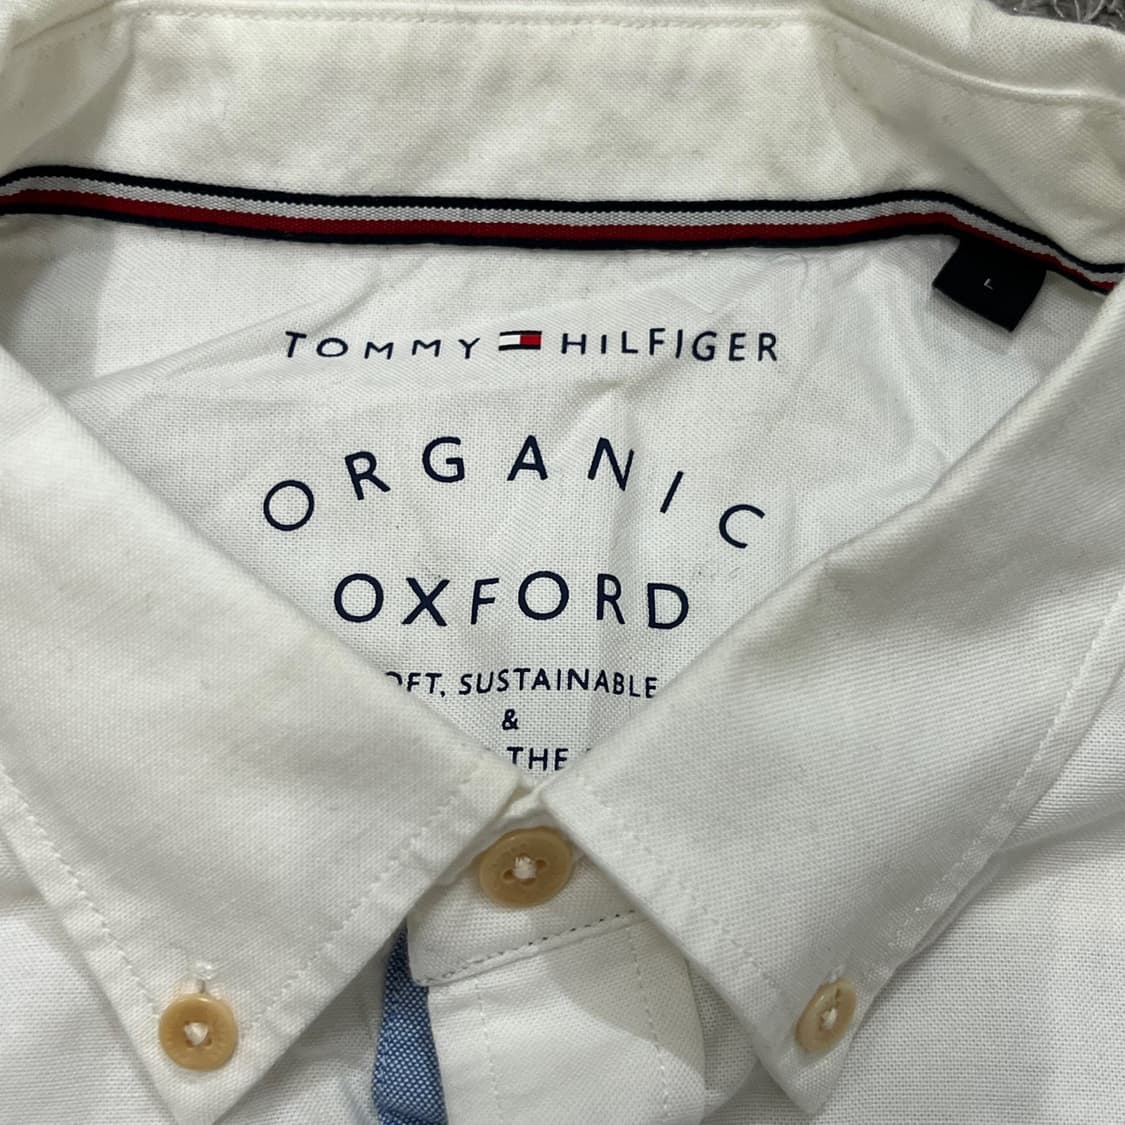 L
TOMMY HILFIGER
ORGANIC
OXFORD
SUSTAINABLE
&
THE